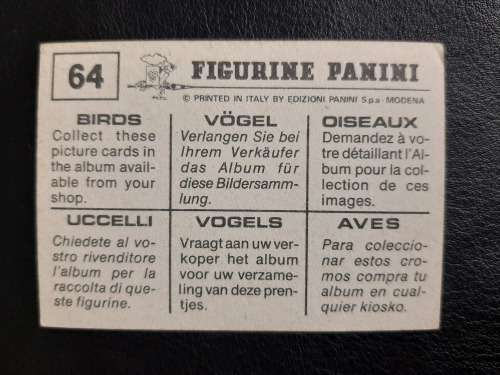 64
FIGURINE PANINI
© PRINTED IN ITALY BY EDIZIONI PANINI S.p.a - MODENA
BIRDS
Collect these
picture cards in
the album avail-
able from your
shop.
VÖGEL
Verlangen Sie bei
Ihrem Verkäufer
das Album für
diese Bildersamm-
lung.
OISEAUX
Demandez à vo-
tre détaillant l'Al-
bum pour la col-
lection de ces
images.
UCCELLI
Chiedete al vo-
stro rivenditore
l'album per la
raccolta di que-
ste figurine.
VOGELS
Vraagt aan uw ver-
koper het album
voor uw verzame-
ling van deze pren-
tjes.
AVES
Para coleccio-
nar estos cro-
mos compra tu
album en cual-
quier kiosko.